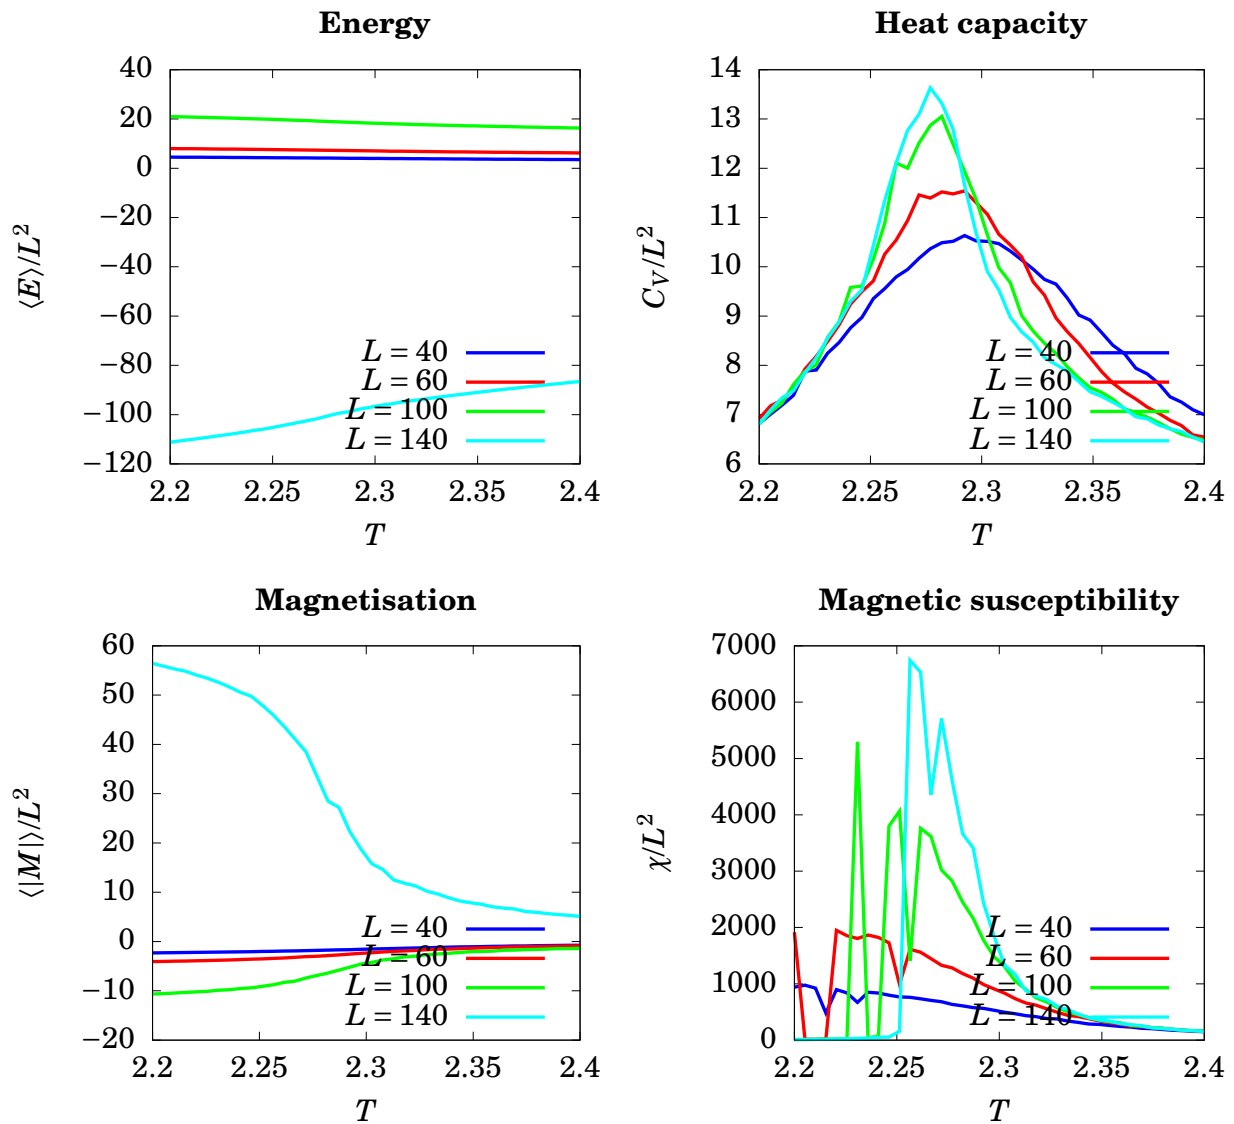 Energy
40
20
0
−20
−40
−60
−80
−100
−120
⟨E⟩/L²
L = 40
L = 60
L = 100
L = 140
2.2 2.25 2.3 2.35 2.4
T
Heat capacity
14
13
12
11
10
9
8
7
6
C_V/L²
L = 40
L = 60
L = 100
L = 140
2.2 2.25 2.3 2.35 2.4
T
Magnetisation
60
50
40
30
20
10
0
−10
−20
⟨|M|⟩/L²
L = 40
L = 60
L = 100
L = 140
2.2 2.25 2.3 2.35 2.4
T
Magnetic susceptibility
7000
6000
5000
4000
3000
2000
1000
0
χ/L²
L = 40
L = 60
L = 100
L = 140
2.2 2.25 2.3 2.35 2.4
T